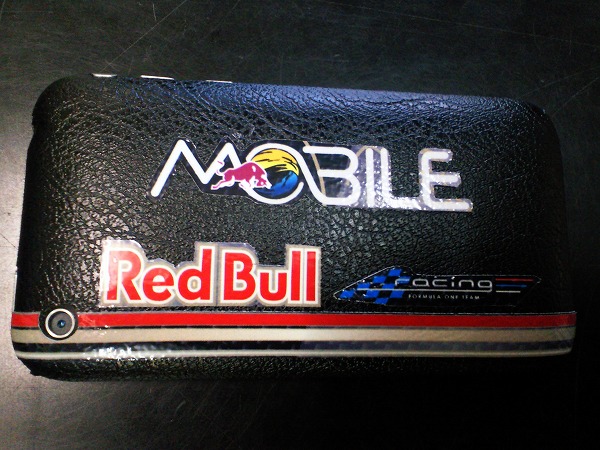 MOBILE
Red Bull
racing
FORMULA ONE TEAM